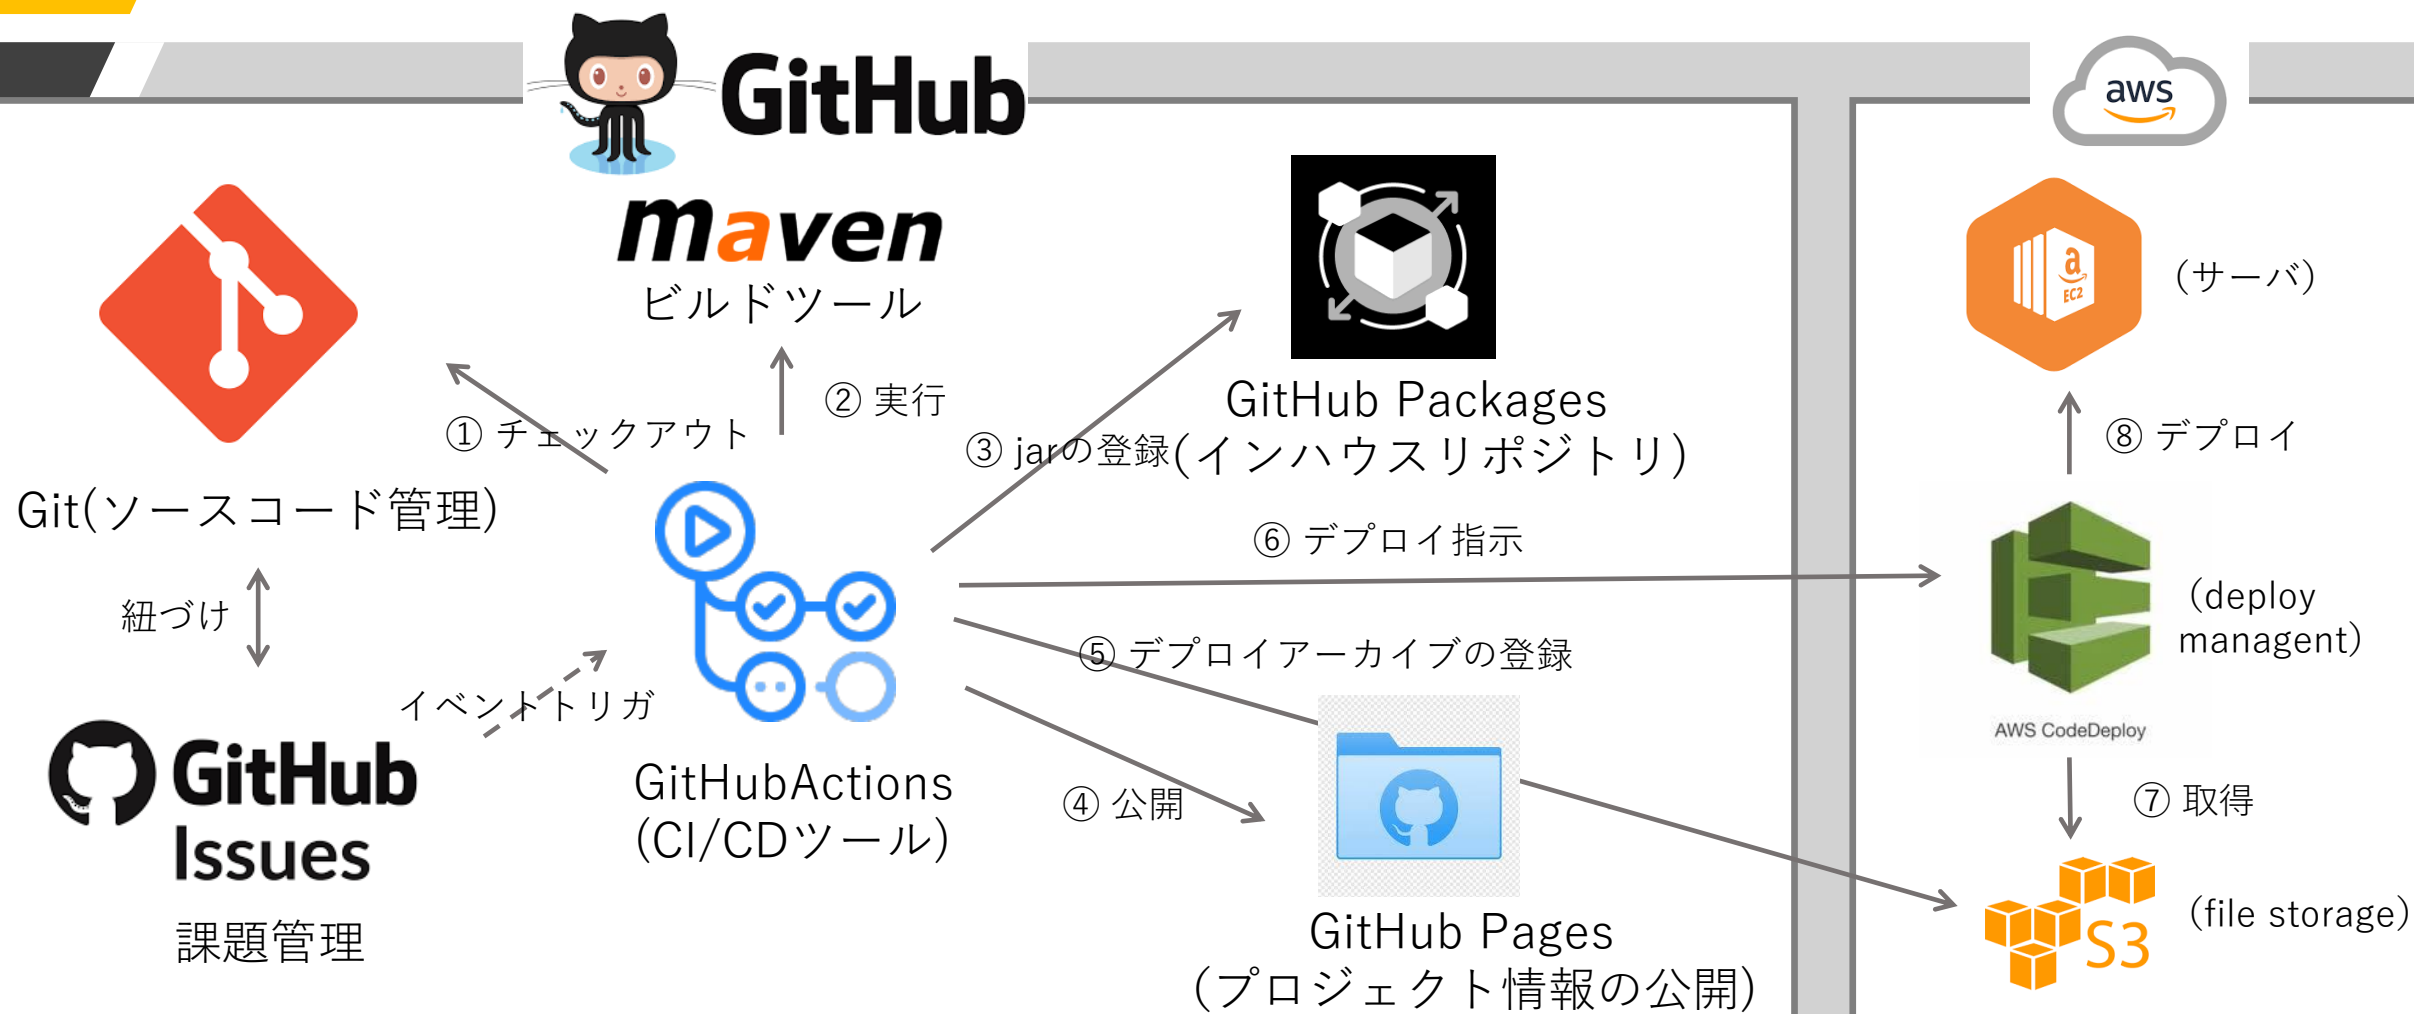 GitHub
aws
maven
ビルドツール
a
EC2
(サーバ)
② 実行
GitHub Packages
① チェックアウト
③ jarの登録(インハウスリポジトリ)
⑧ デプロイ
Git(ソースコード管理)
⑥ デプロイ指示
紐づけ
(deploy
managent)
⑤ デプロイアーカイブの登録
イベントトリガ
AWS CodeDeploy
GitHub
Issues
GitHubActions
(CI/CDツール)
④ 公開
⑦ 取得
課題管理
GitHub Pages
(プロジェクト情報の公開)
S3
(file storage)